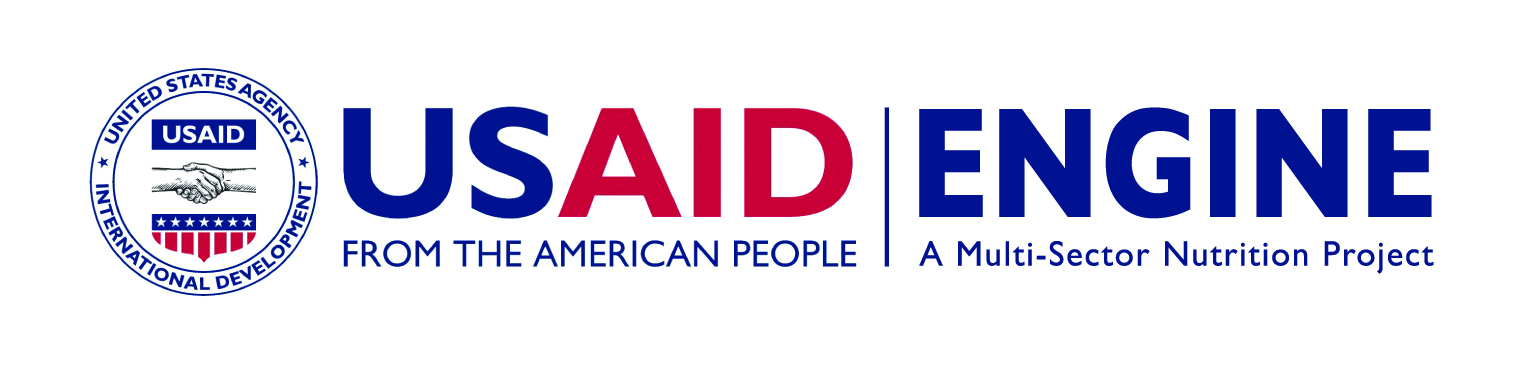 UNITED STATES AGENCY
INTERNATIONAL DEVELOPMENT
USAID
USAID
FROM THE AMERICAN PEOPLE
ENGINE
A Multi-Sector Nutrition Project